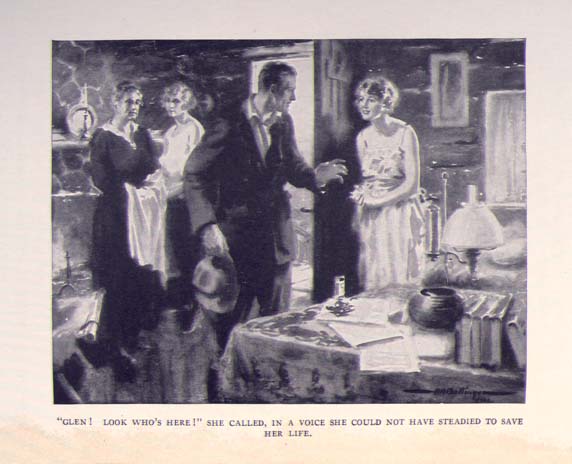 "GLEN! LOOK WHO'S HERE!" SHE CALLED, IN A VOICE SHE COULD NOT HAVE STEADIED TO SAVE
HER LIFE.